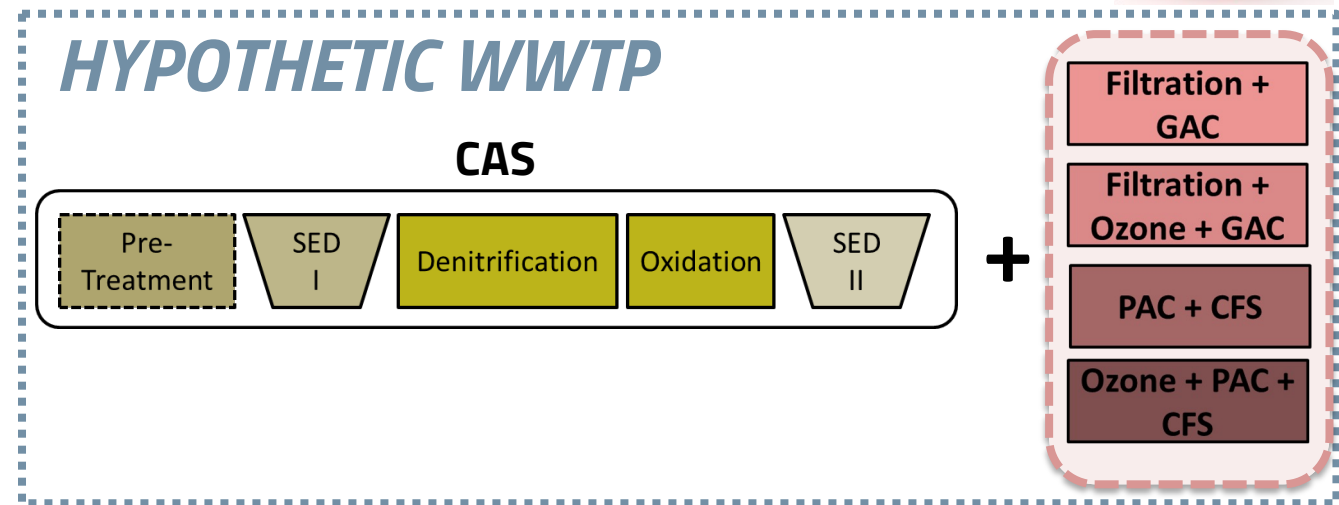 HYPOTHETIC WWTP
CAS
Pre-
Treatment
SED
I
Denitrification
Oxidation
SED
II
+
Filtration +
GAC
Filtration +
Ozone + GAC
PAC + CFS
Ozone + PAC +
CFS